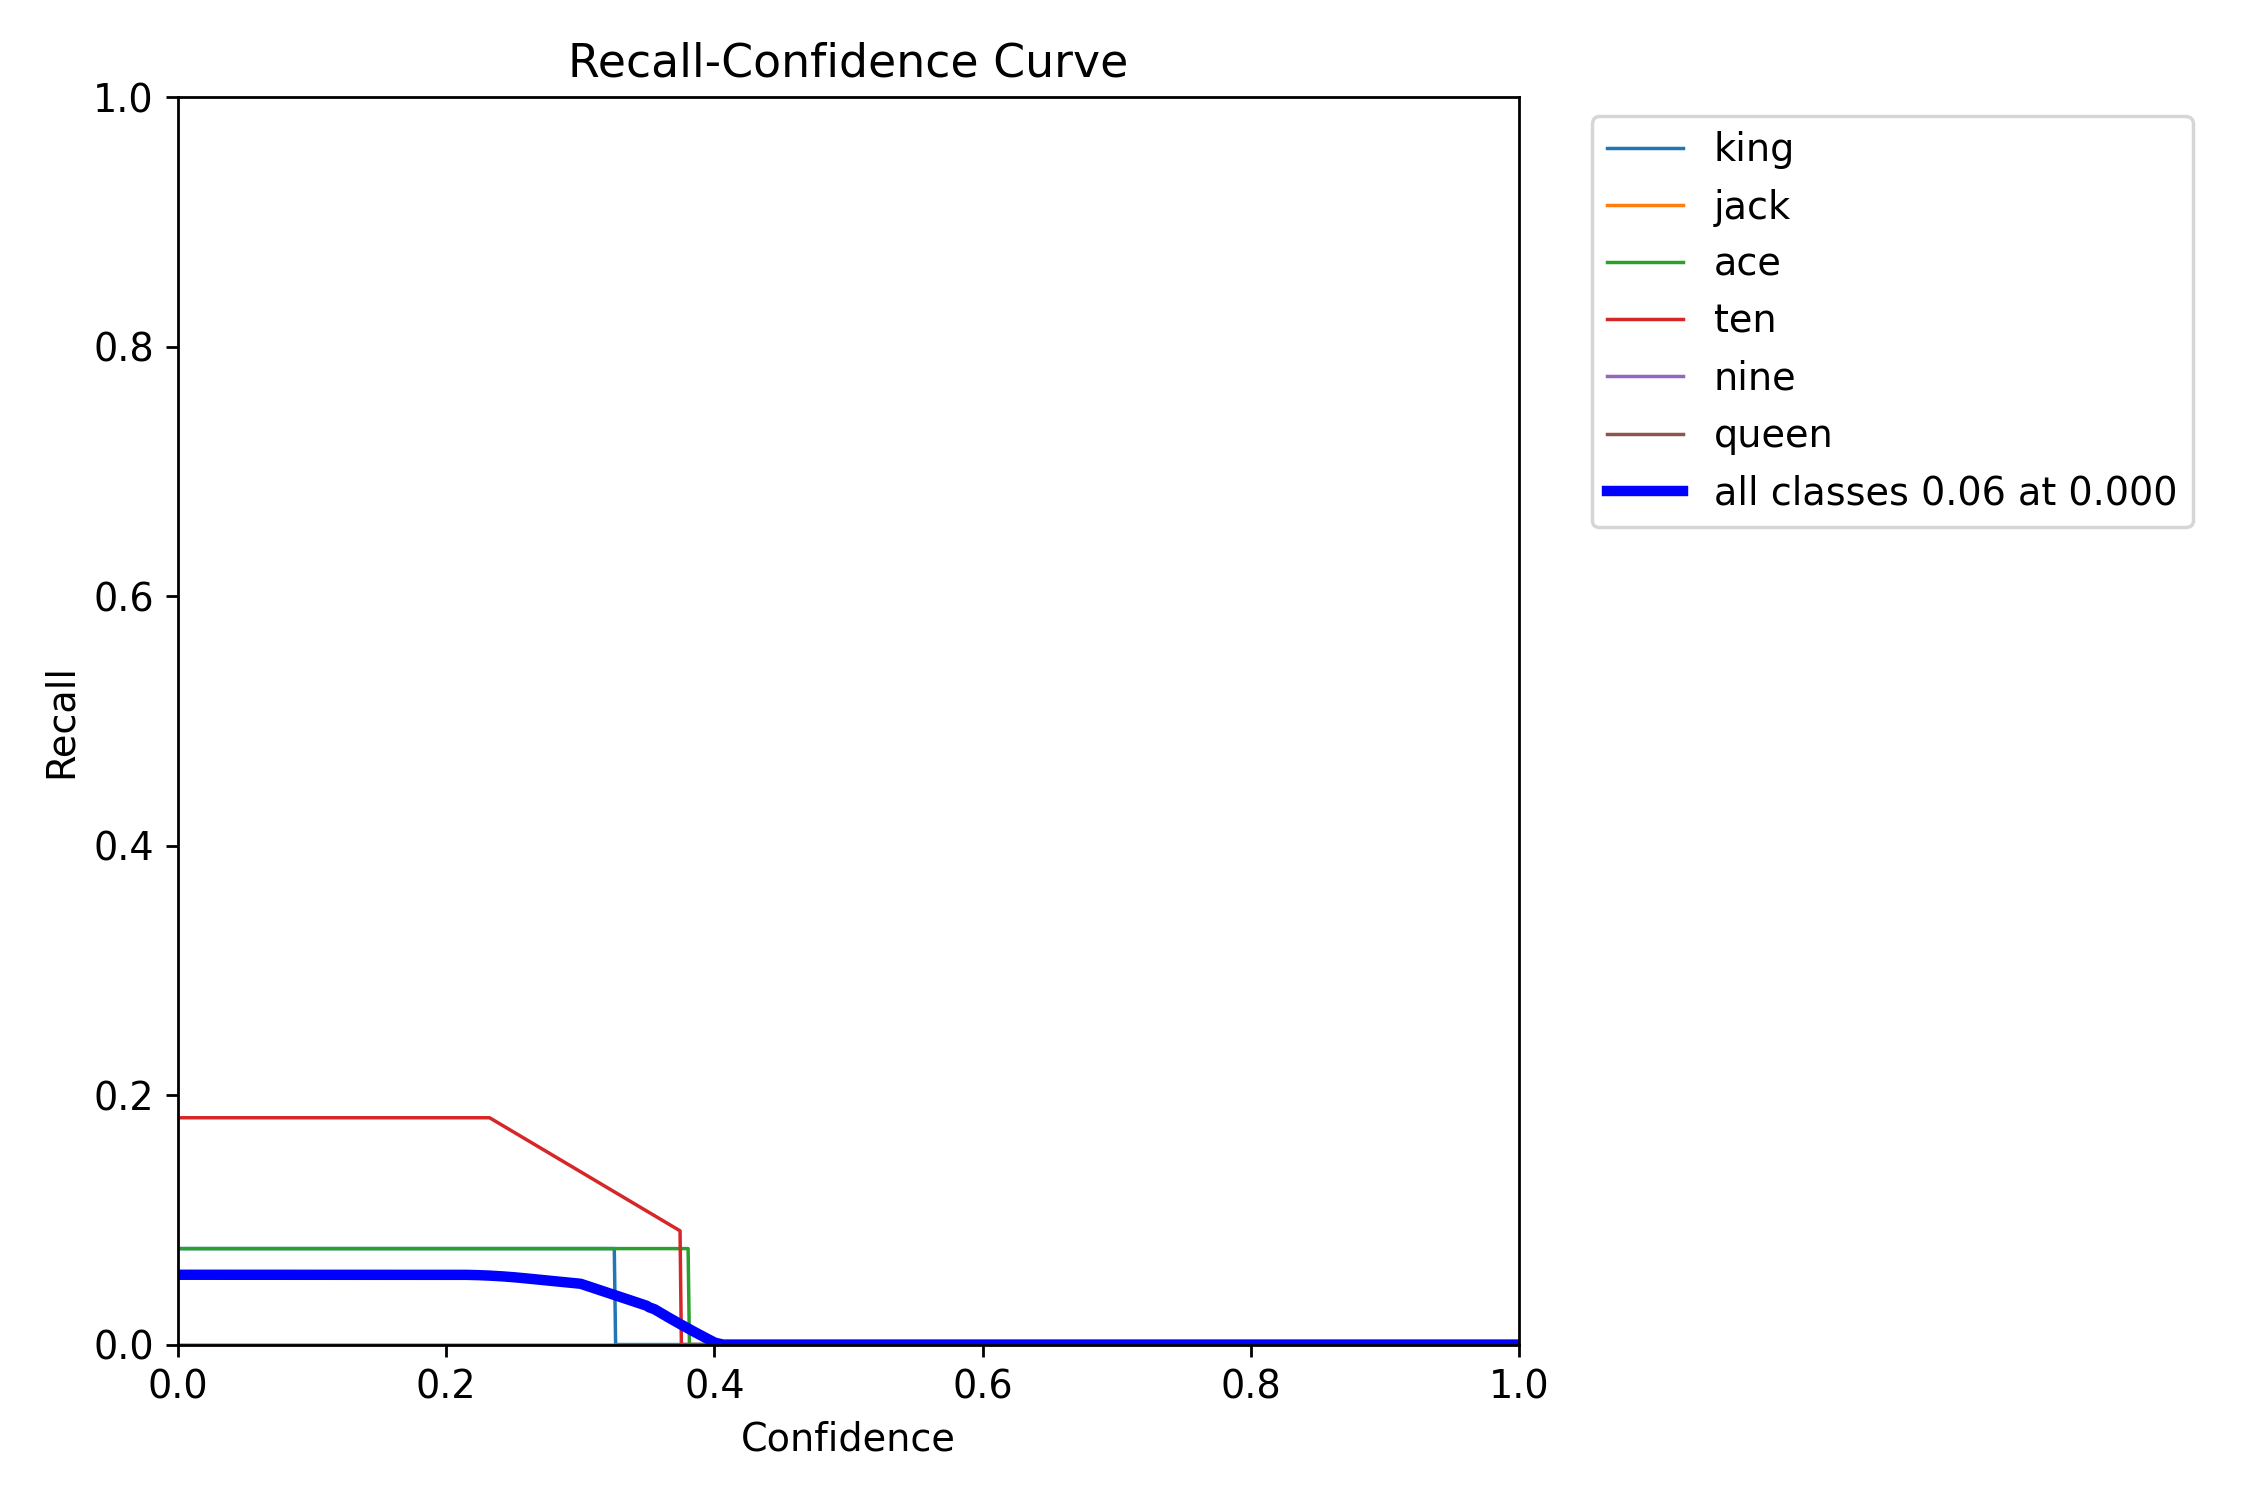 Recall-Confidence Curve
1.0
0.8
0.6
0.4
0.2
0.0
Recall
0.0 0.2 0.4 0.6 0.8 1.0
Confidence
king
jack
ace
ten
nine
queen
all classes 0.06 at 0.000